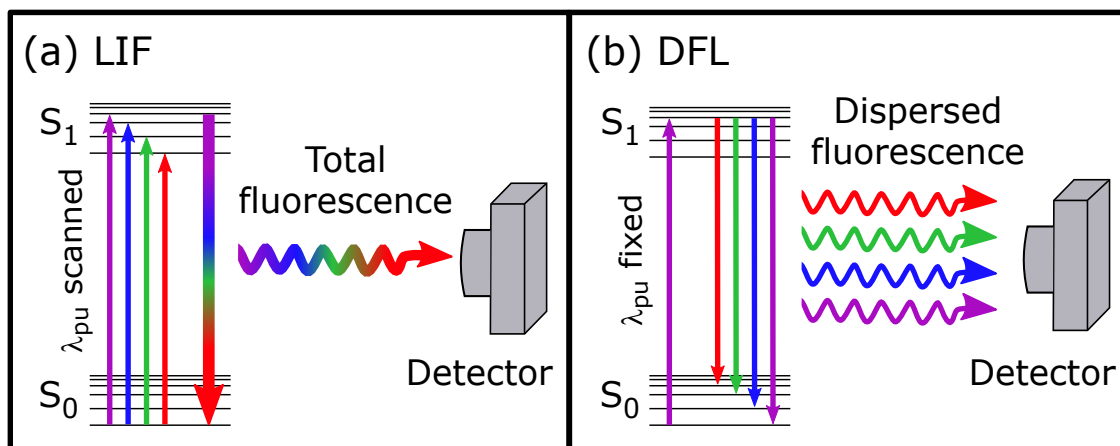 (a) LIF
S1
S0
λpu scanned
Total
fluorescence
Detector
(b) DFL
S1
S0
λpu fixed
Dispersed
fluorescence
Detector